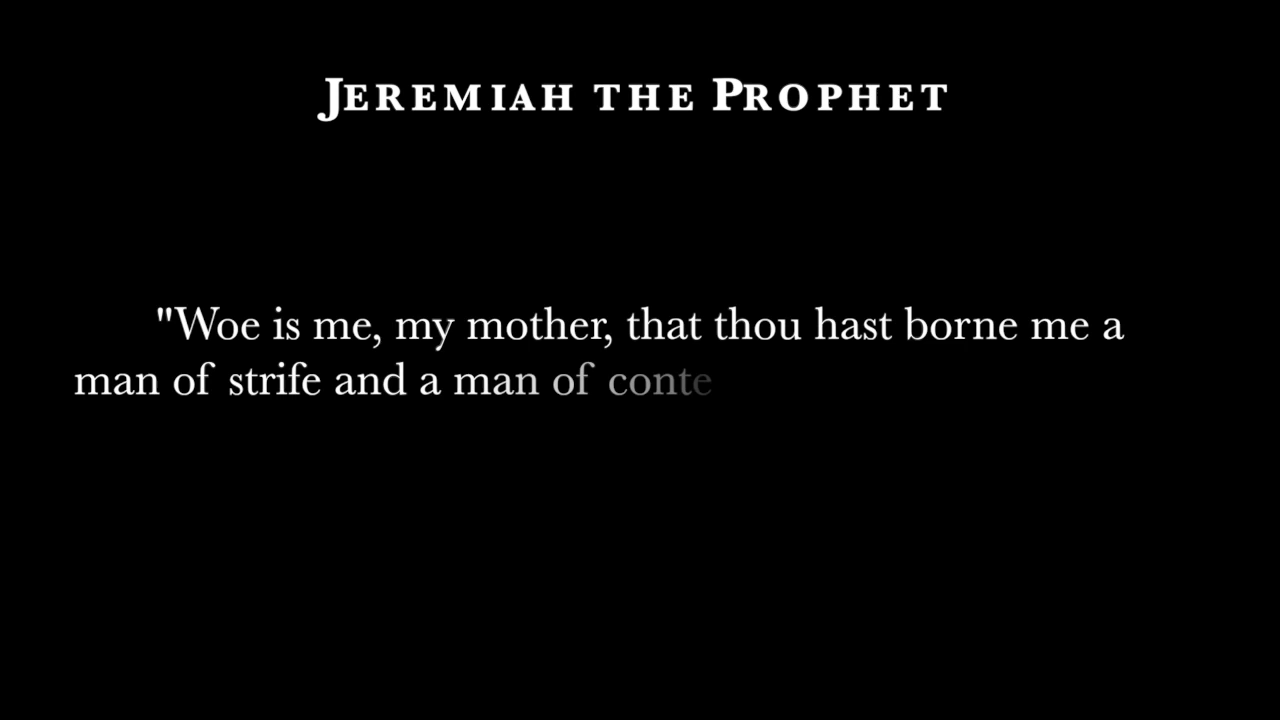 JEREMIAH THE PROPHET
"Woe is me, my mother, that thou hast borne me a
man of strife and a man of conte